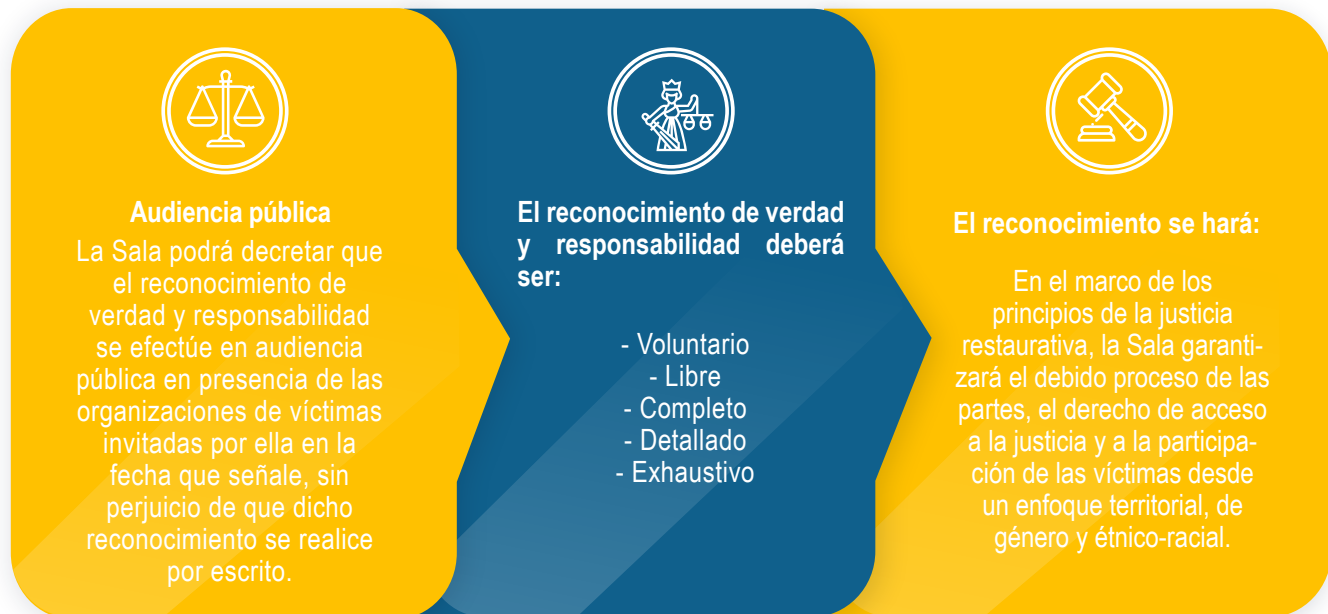 Audiencia pública
La Sala podrá decretar que
el reconocimiento de
verdad y responsabilidad
se efectúe en audiencia
pública en presencia de las
organizaciones de víctimas
invitadas por ella en la
fecha que señale, sin
perjuicio de que dicho
reconocimiento se realice
por escrito.
El reconocimiento de verdad
y responsabilidad deberá
ser:
- Voluntario
- Libre
- Completo
- Detallado
- Exhaustivo
El reconocimiento se hará:
En el marco de los
principios de la justicia
restaurativa, la Sala garanti-
zará el debido proceso de las
partes, el derecho de acceso
a la justicia y a la participa-
ción de las víctimas desde
un enfoque territorial, de
género y étnico-racial.